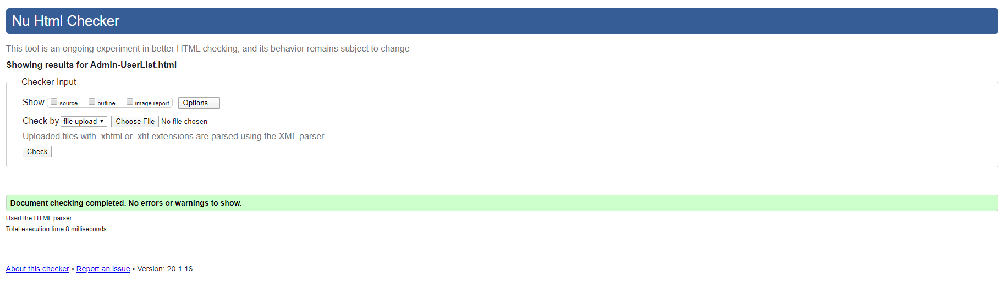 Nu Html Checker
This tool is an ongoing experiment in better HTML checking, and its behavior remains subject to change
Showing results for Admin-UserList.html
Checker Input
Show source outline image report Options...
Check by file upload Choose File No file chosen
Uploaded files with .xhtml or .xht extensions are parsed using the XML parser.
Check
Document checking completed. No errors or warnings to show.
Used the HTML parser.
Total execution time 8 milliseconds.
About this checker • Report an issue • Version: 20.1.16